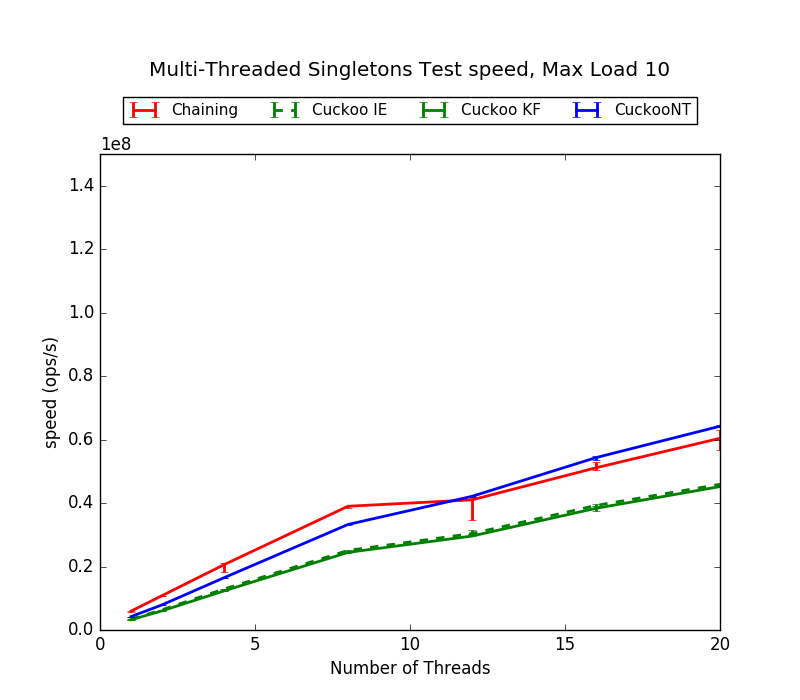 Multi-Threaded Singletons Test speed, Max Load 10
Chaining Cuckoo IE Cuckoo KF CuckooNT
1e8
1.4
1.2
1.0
0.8
0.6
0.4
0.2
0.0
speed (ops/s)
0 5 10 15 20
Number of Threads